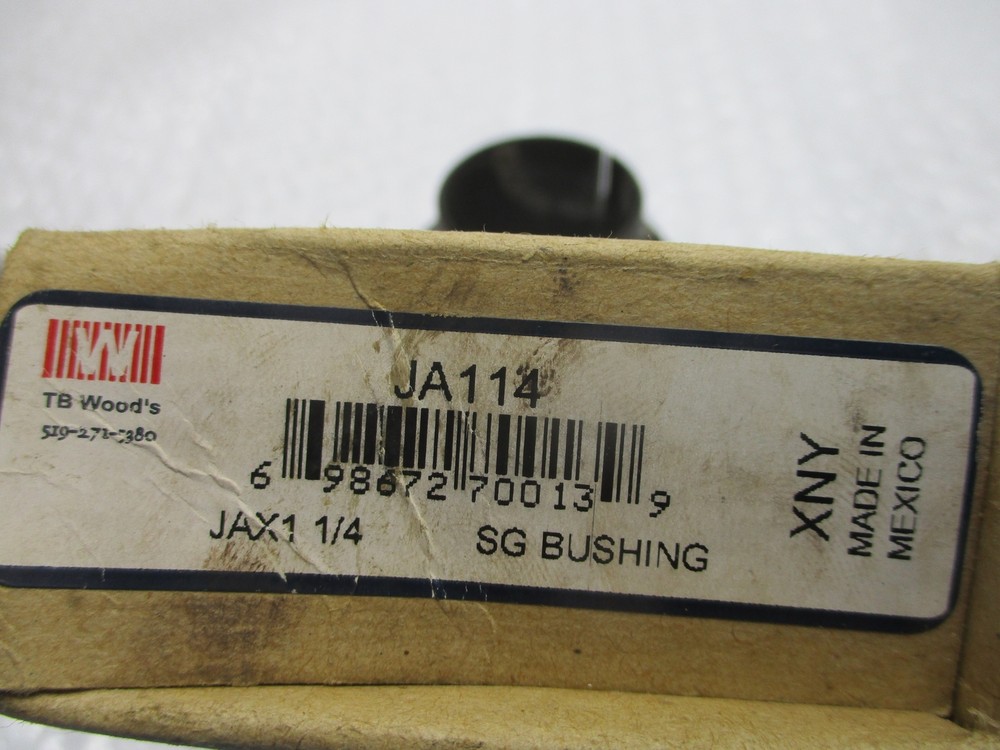 TB Wood's
JA114
6 98672 70013 9
JAX1 1/4 SG BUSHING
XNY
MADE IN
MEXICO